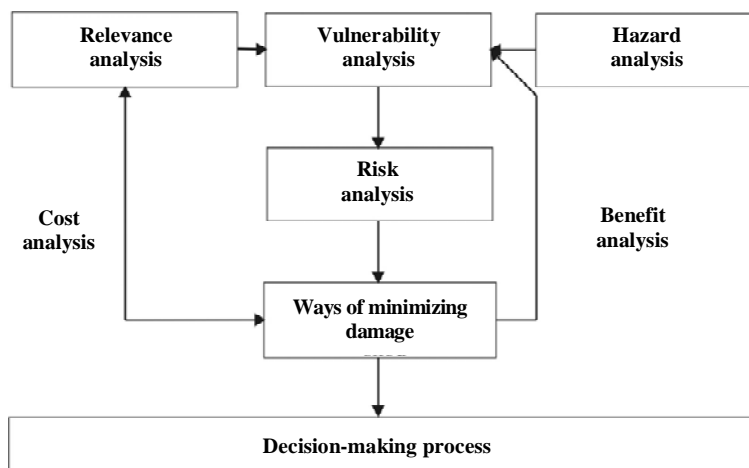 Relevance
analysis
Vulnerability
analysis
Hazard
analysis
Risk
analysis
Cost
analysis
Benefit
analysis
Ways of minimizing
damage
Decision-making process